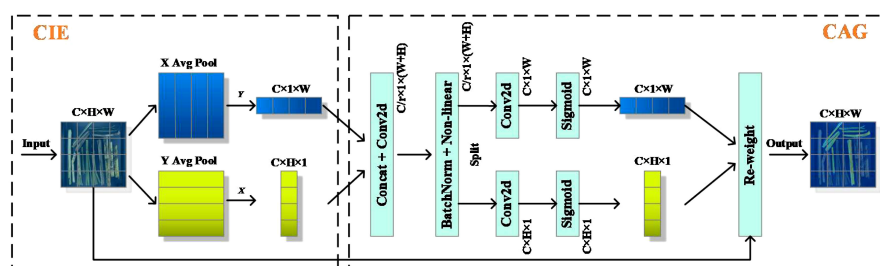 CIE
CAG
X Avg Pool
Y
C×1×W
C×H×W
Input
Y Avg Pool
X
C×H×1
Concat + Conv2d
C/r×1×(W+H)
BatchNorm + Non-linear
C/r×1×(W+H)
Split
Conv2d
C×1×W
Sigmoid
C×1×W
C×1×W
Conv2d
C×H×1
Sigmoid
C×H×1
C×H×1
Re-weight
Output
C×H×W